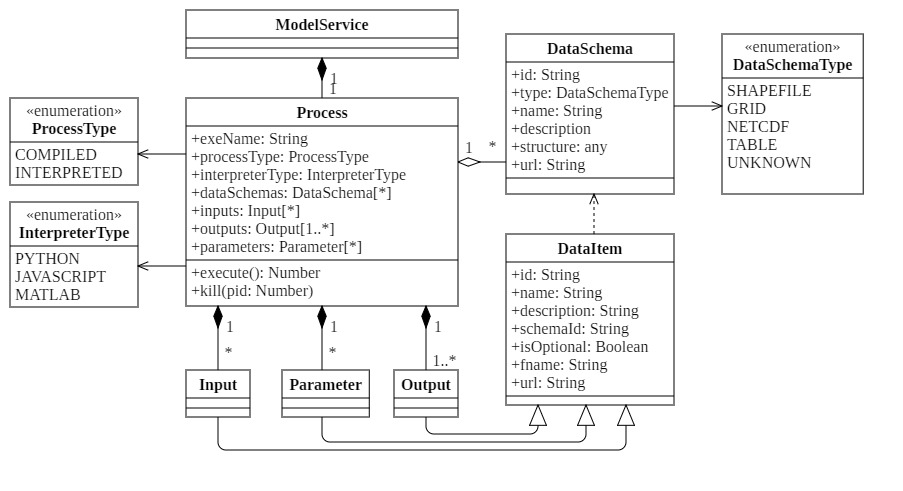 ModelService
1
1
«enumeration»
ProcessType
COMPILED
INTERPRETED
«enumeration»
InterpreterType
PYTHON
JAVASCRIPT
MATLAB
Process
+exeName: String
+processType: ProcessType
+interpreterType: InterpreterType
+dataSchemas: DataSchema[*]
+inputs: Input[*]
+outputs: Output[1..*]
+parameters: Parameter[*]
+execute(): Number
+kill(pid: Number)
1 *
DataSchema
+id: String
+type: DataSchemaType
+name: String
+description
+structure: any
+url: String
«enumeration»
DataSchemaType
SHAPEFILE
GRID
NETCDF
TABLE
UNKNOWN
DataItem
+id: String
+name: String
+description: String
+schemaId: String
+isOptional: Boolean
+fname: String
+url: String
1 1 1
* * 1..*
Input
Parameter
Output